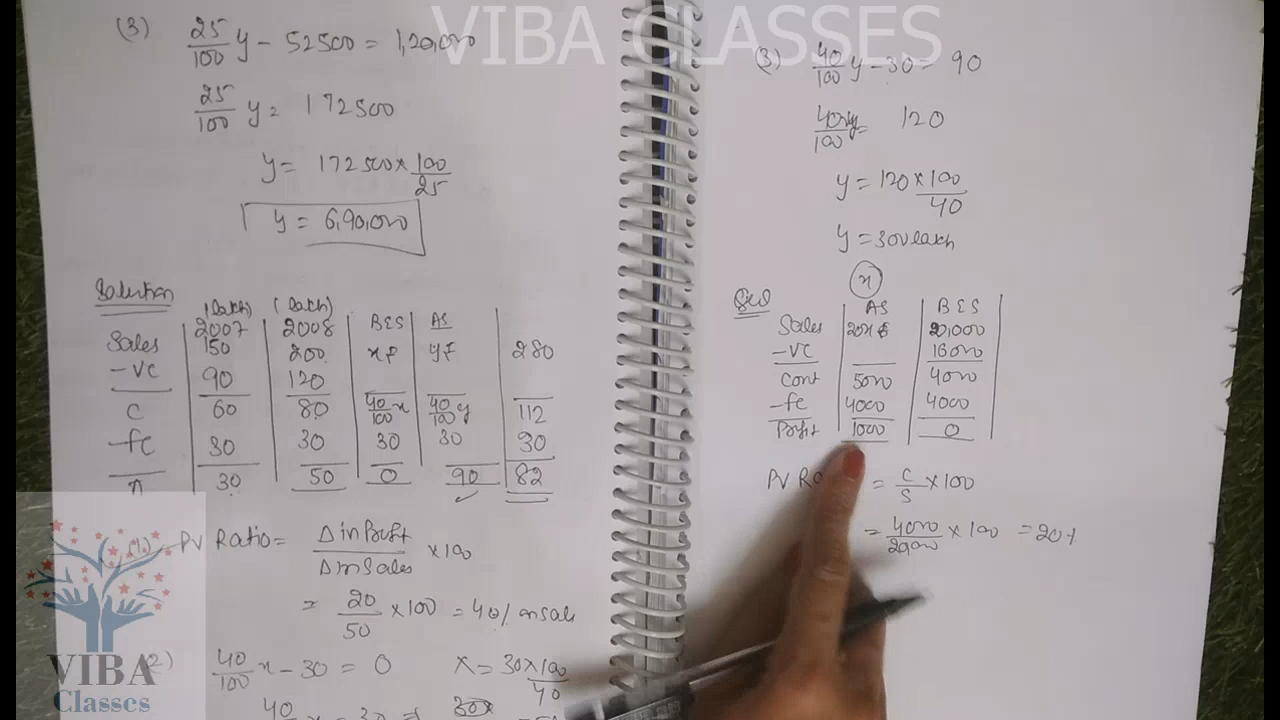 VIBA CLASSES
(3) 25/100 y - 52500 = 1,20,000
25/100 y = 172500
y = 172500 × 100/25
y = 6,90,000
Solution
(lakh) (lakh)
2007 2008 BES AS
Sales 150 200 x₹ y₹ 280
-VC 90 120
C 60 80 40/100 x 40/100 y 112
-fC 30 30 30 30 30
π 30 50 0 90 82
(1) PV Ratio = Δ in Profit / Δ in Sales × 100
= 20/50 × 100 = 40% on sale
(2) 40/100 x - 30 = 0 x = 30 × 100/40
40
(3) 40/100 y - 30 = 90
120
y = 120 × 100/40
y = 300 lakh
x
Sol
AS BES
Sales 20,000
-VC 16000
Cont 5000 4000
-fC 4000 4000
Profit 1000 0
PV Ra = C/S × 100
= 4000/20000 × 100 = 20%
VIBA
Classes